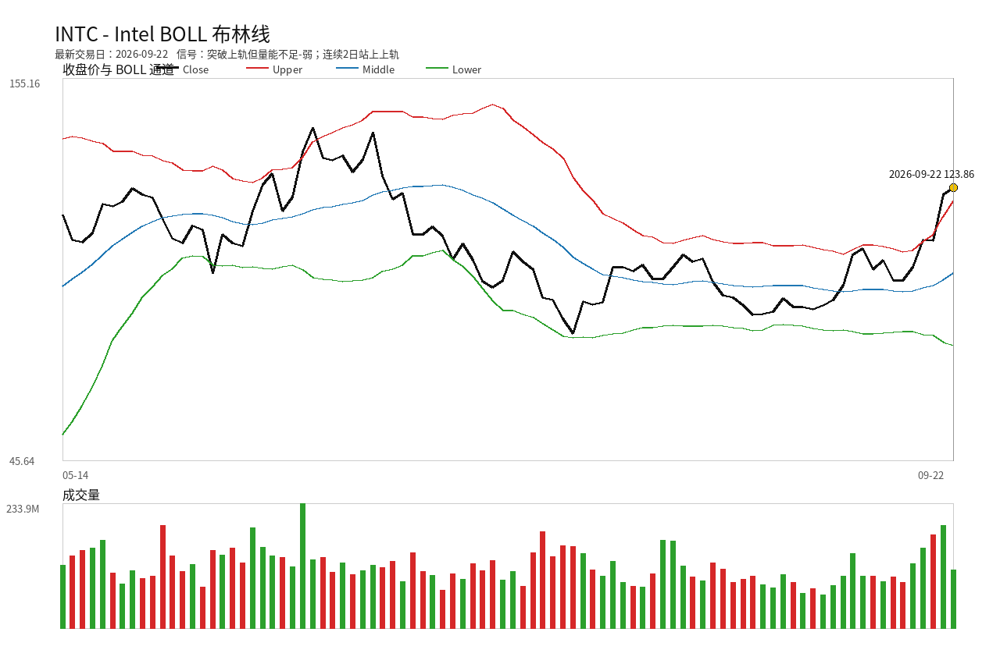 INTC - Intel BOLL 布林线
最新交易日：2026-09-22 信号：突破上轨但量能不足-弱；连续2日站上上轨
收盘价与 BOLL 通道 Close Upper Middle Lower
155.16
2026-09-22 123.86
45.64
05-14 09-22
成交量
233.9M